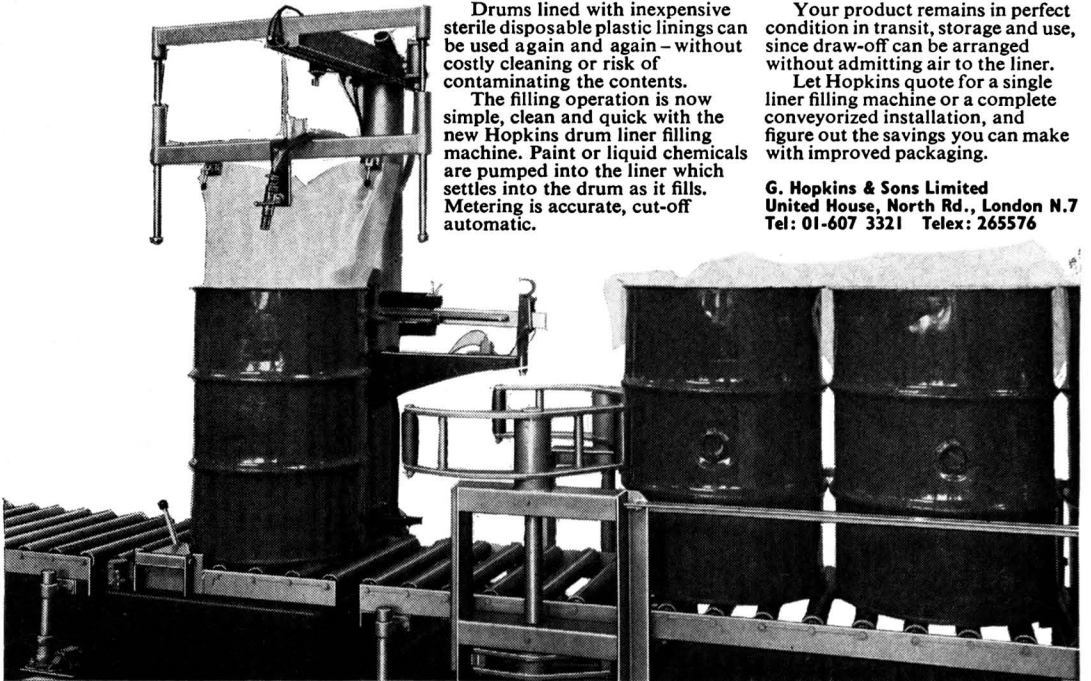 Drums lined with inexpensive
sterile disposable plastic linings can
be used again and again – without
costly cleaning or risk of
contaminating the contents.
The filling operation is now
simple, clean and quick with the
new Hopkins drum liner filling
machine. Paint or liquid chemicals
are pumped into the liner which
settles into the drum as it fills.
Metering is accurate, cut-off
automatic.
Your product remains in perfect
condition in transit, storage and use,
since draw-off can be arranged
without admitting air to the liner.
Let Hopkins quote for a single
liner filling machine or a complete
conveyorized installation, and
figure out the savings you can make
with improved packaging.
G. Hopkins & Sons Limited
United House, North Rd., London N.7
Tel: 01-607 3321 Telex: 265576